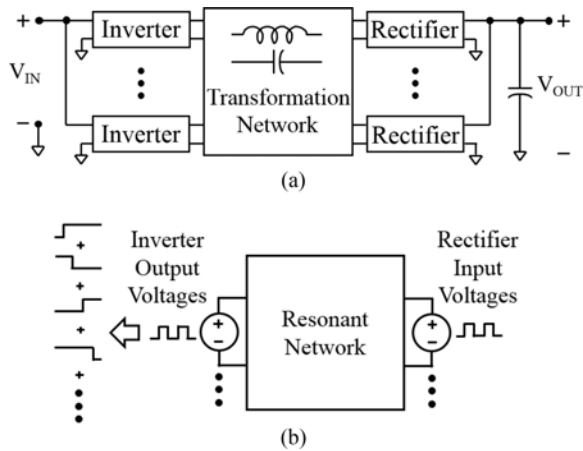 + Inverter Rectifier +
V_IN
Transformation
Network
V_OUT
− Inverter Rectifier −
(a)
+
+
+
+
Inverter
Output
Voltages
+
−
Resonant
Network
Rectifier
Input
Voltages
+
−
(b)